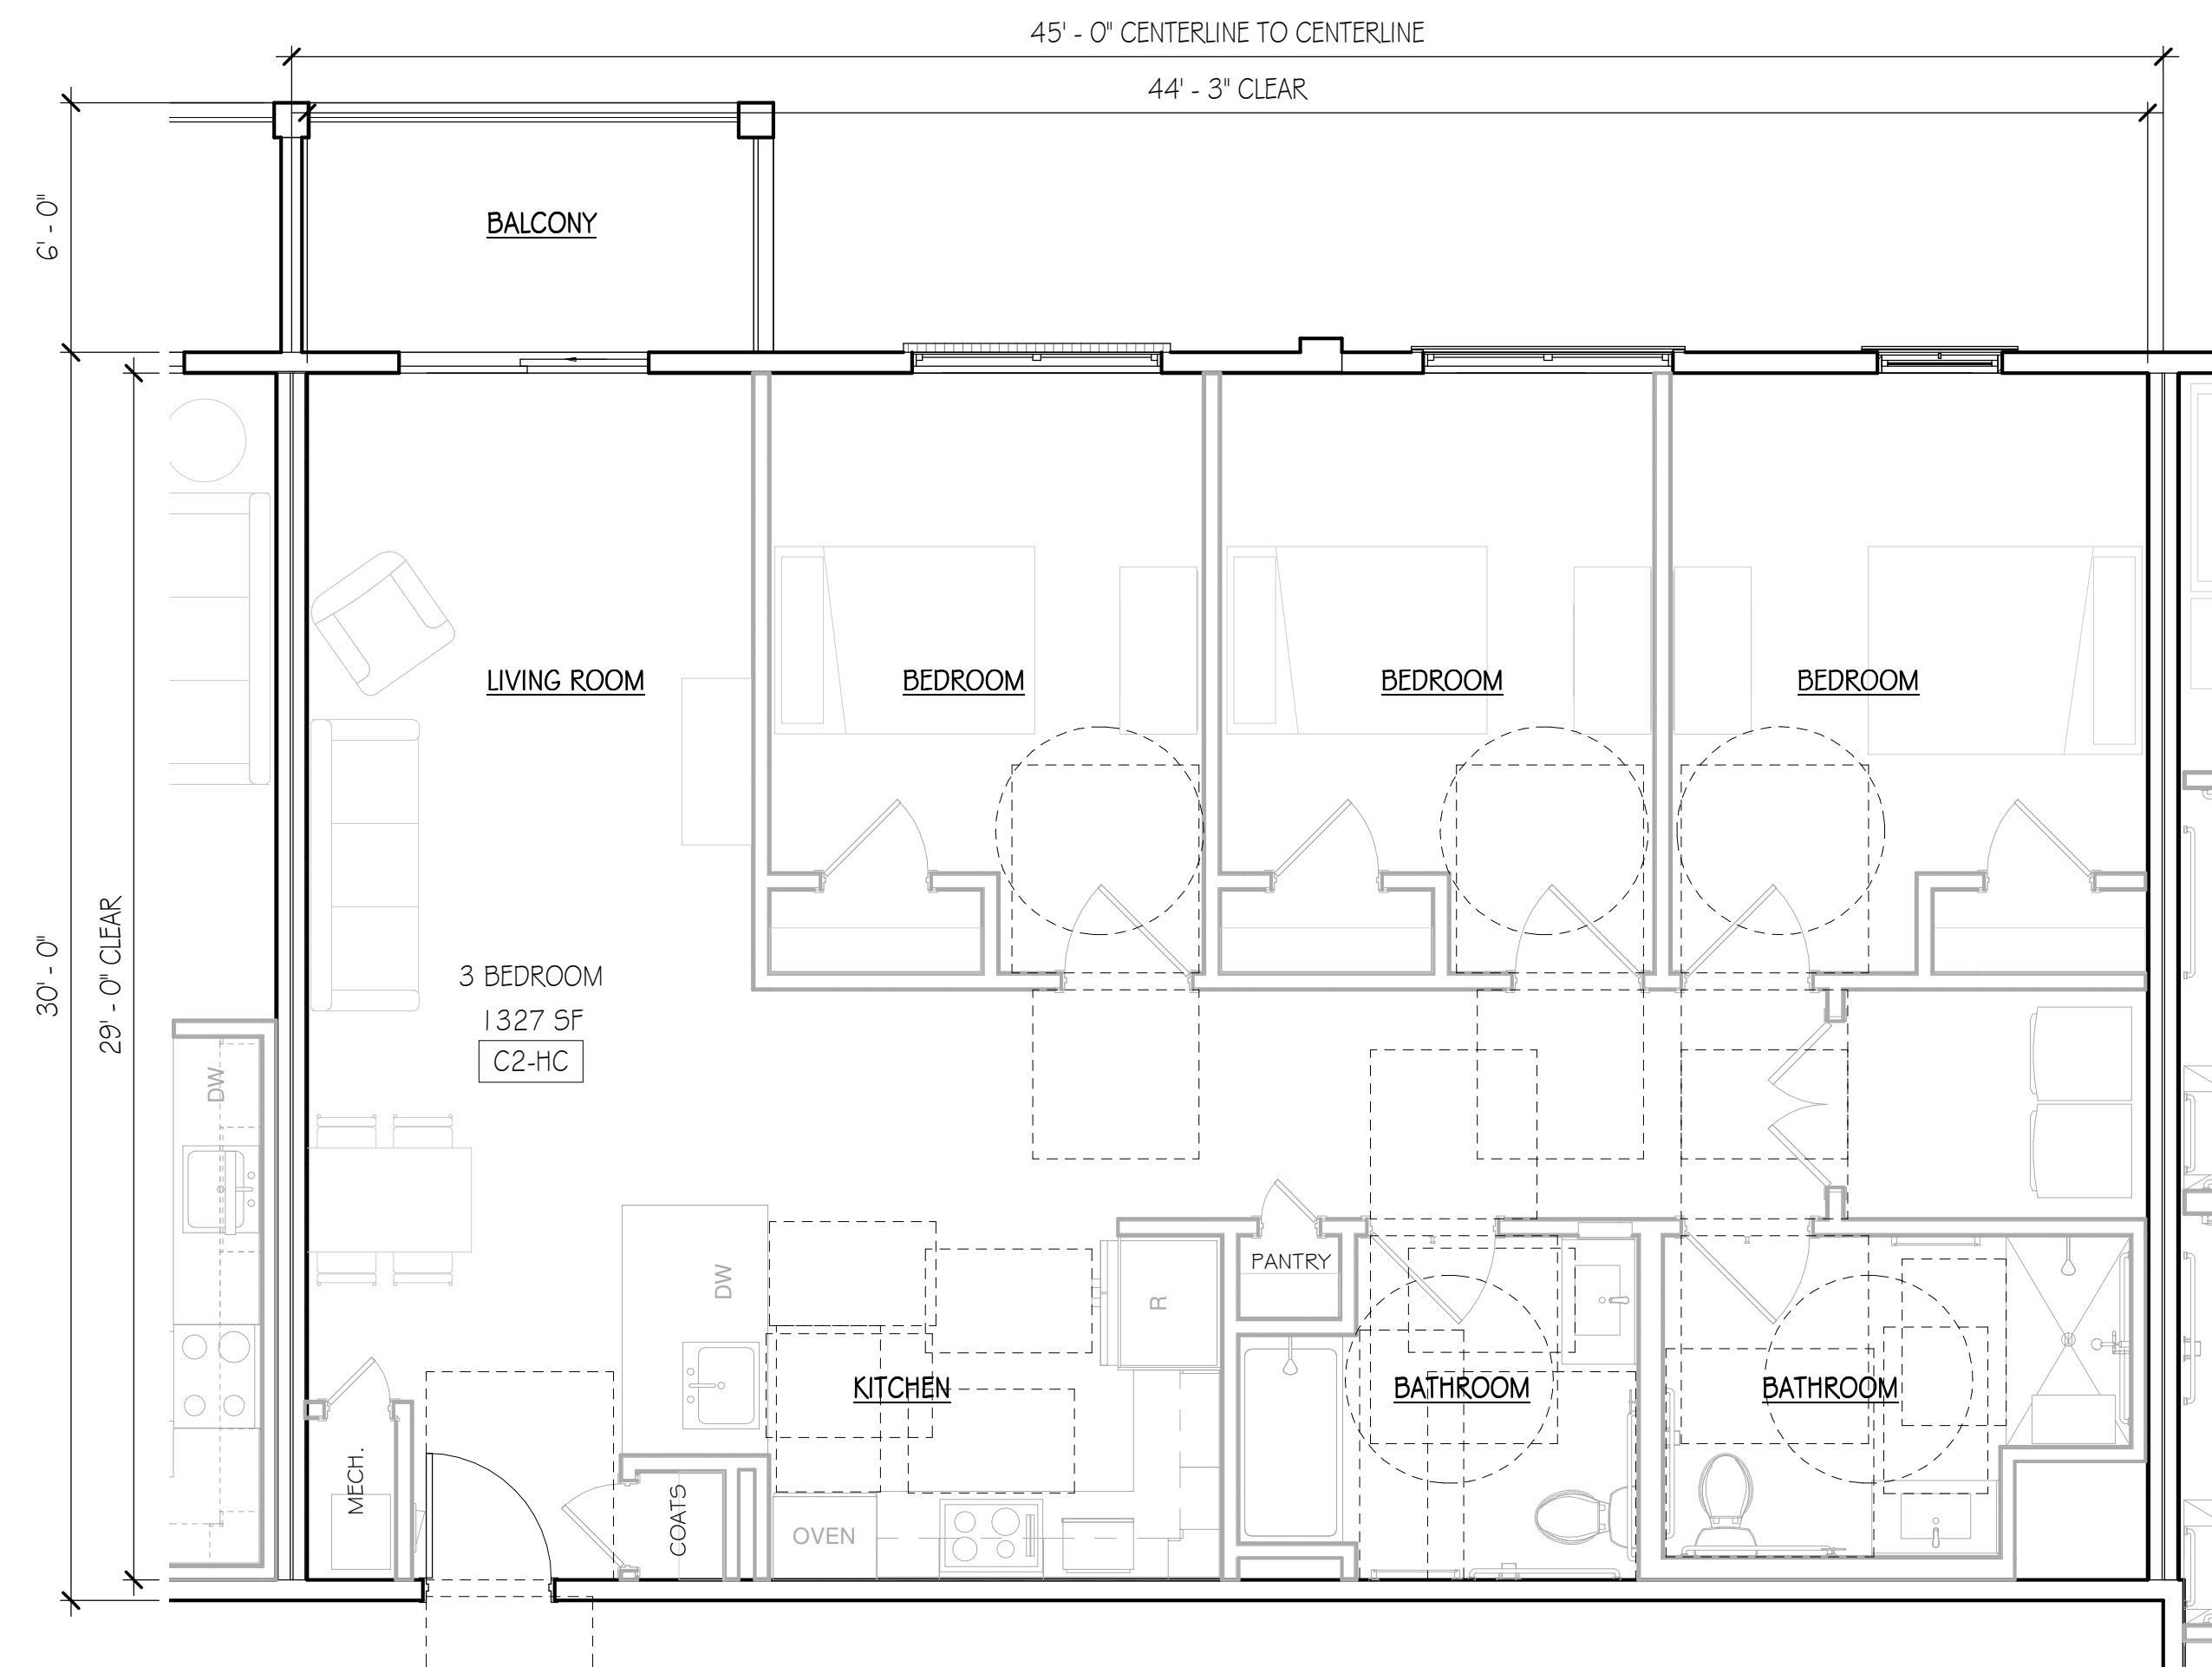 45' - 0" CENTERLINE TO CENTERLINE
44' - 3" CLEAR
6' - 0"
BALCONY
LIVING ROOM
BEDROOM
BEDROOM
BEDROOM
30' - 0"
29' - 0" CLEAR
3 BEDROOM
1327 SF
C2-HC
DW
DW
PANTRY
R
KITCHEN
BATHROOM
BATHROOM
MECH.
COATS
OVEN